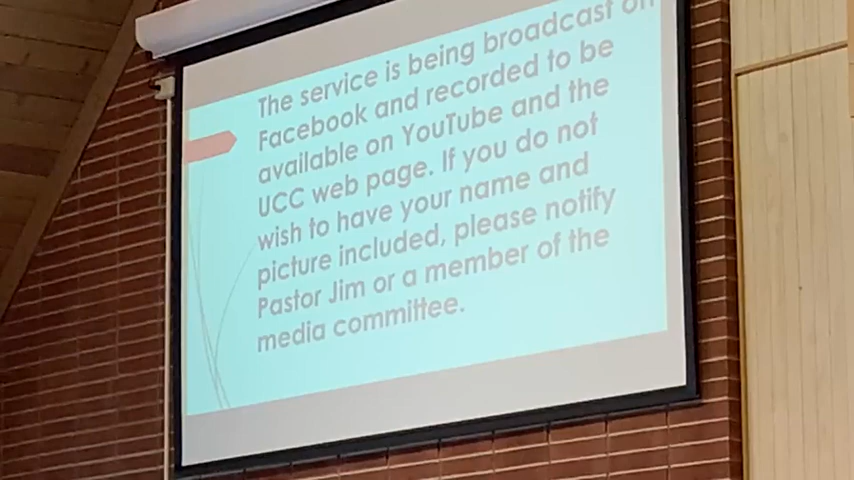 The service is being broadcast on
Facebook and recorded to be
available on YouTube and the
UCC web page. If you do not
wish to have your name and
picture included, please notify
Pastor Jim or a member of the
media committee.